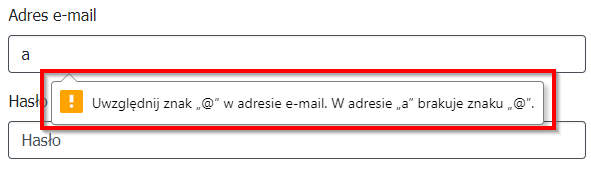 Adres e-mail
a
Uwzględnij znak „@” w adresie e-mail. W adresie „a” brakuje znaku „@”.
Hasło
Hasło